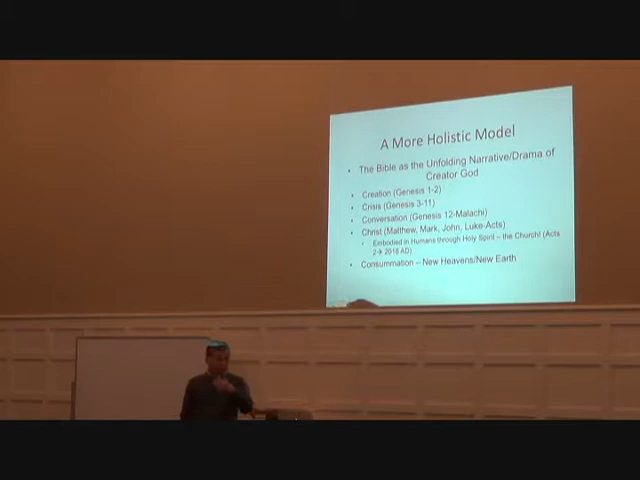 A More Holistic Model
• The Bible as the Unfolding Narrative/Drama of
Creator God
• Creation (Genesis 1-2)
• Crisis (Genesis 3-11)
• Conversation (Genesis 12-Malachi)
• Christ (Matthew, Mark, John, Luke-Acts)
• Embodied in Humans through Holy Spirit – the Church! (Acts
2→ 2018 AD)
• Consummation – New Heavens/New Earth